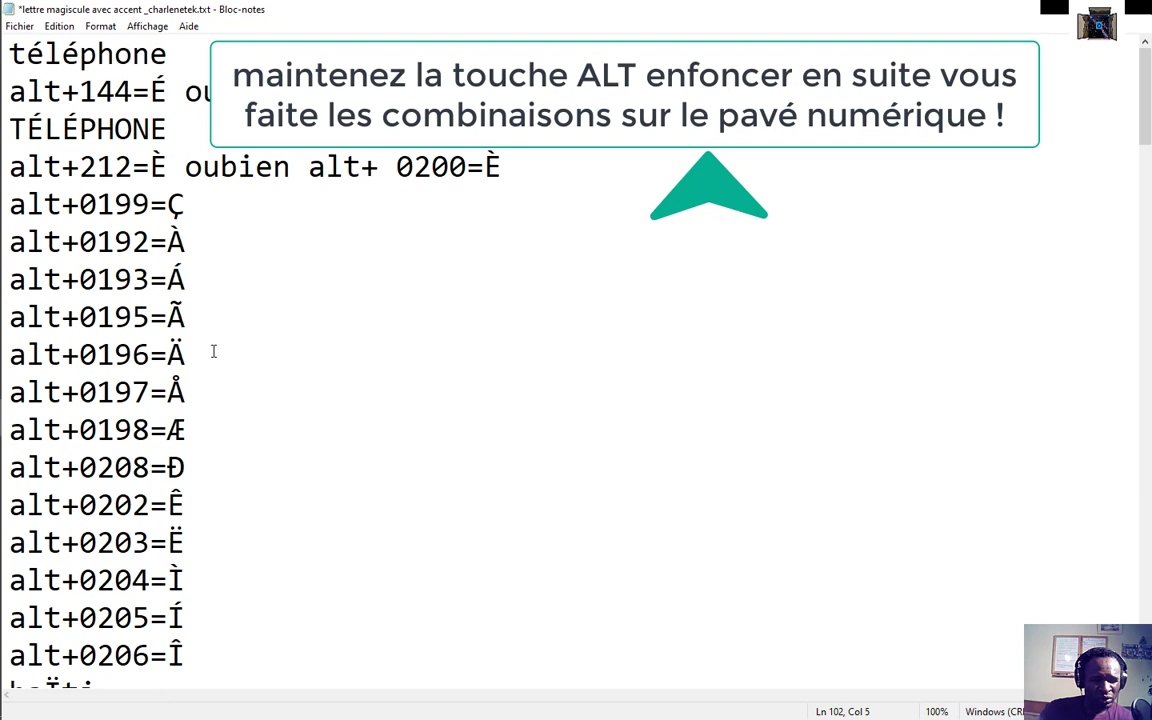 *lettre magiscule avec accent _charlenetek.txt - Bloc-notes
Fichier Edition Format Affichage Aide
téléphone
maintenez la touche ALT enfoncer en suite vous
faite les combinaisons sur le pavé numérique !
alt+144=É ou
TÉLÉPHONE
alt+212=È oubien alt+ 0200=È
alt+0199=Ç
alt+0192=À
alt+0193=Á
alt+0195=Ã
alt+0196=Ä
alt+0197=Å
alt+0198=Æ
alt+0208=Ð
alt+0202=Ê
alt+0203=Ë
alt+0204=Ì
alt+0205=Í
alt+0206=Î
Ln 102, Col 5 100% Windows (CR